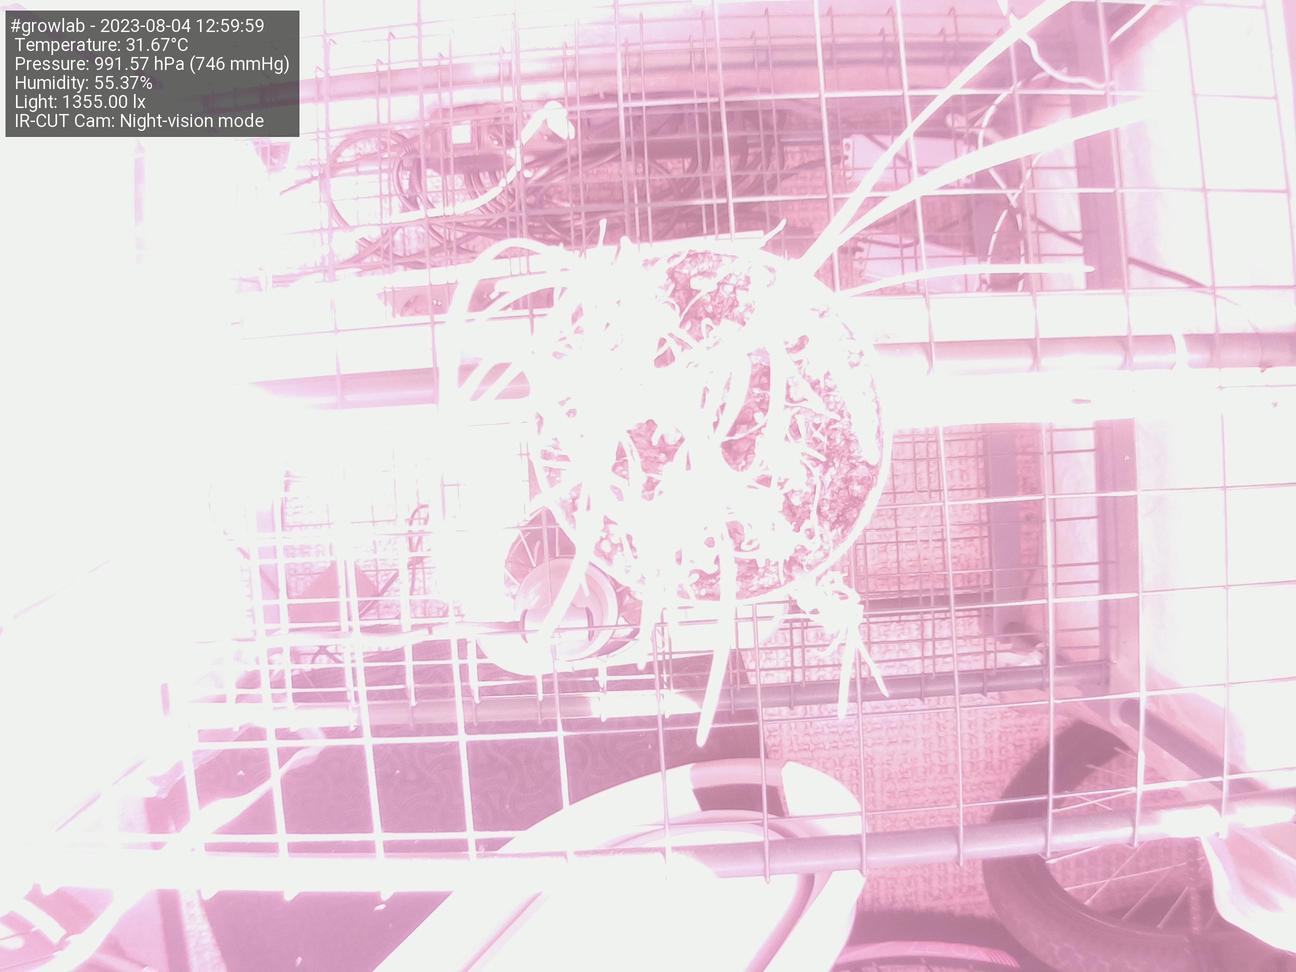 #growlab - 2023-08-04 12:59:59
Temperature: 31.67°C
Pressure: 991.57 hPa (746 mmHg)
Humidity: 55.37%
Light: 1355.00 lx
IR-CUT Cam: Night-vision mode